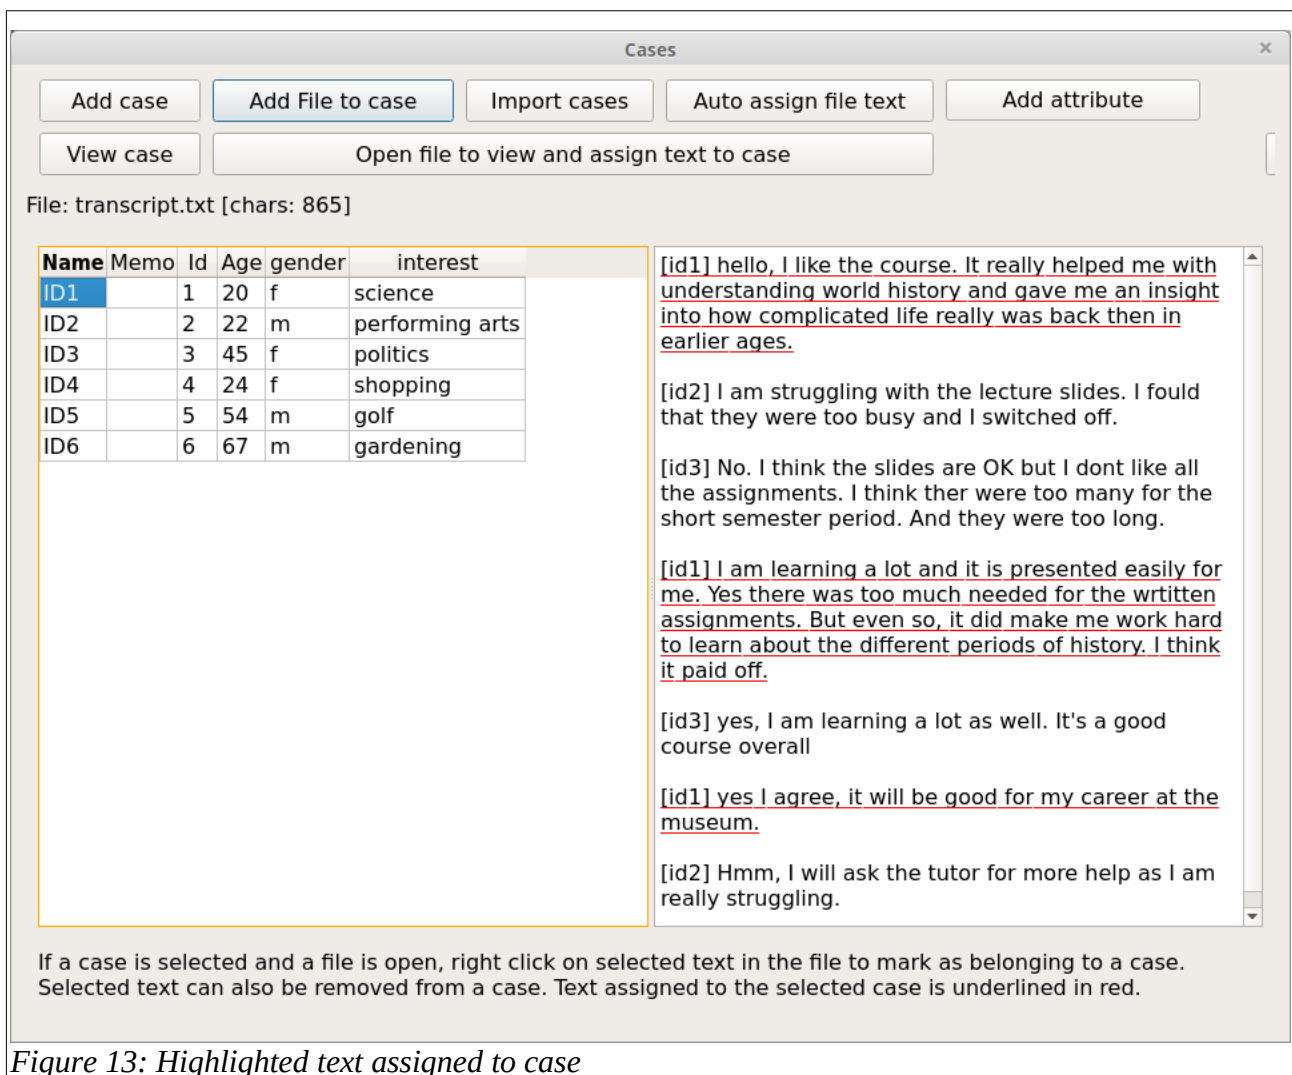 Cases
Add case Add File to case Import cases Auto assign file text Add attribute
View case Open file to view and assign text to case
File: transcript.txt [chars: 865]
Name Memo Id Age gender interest
ID1 1 20 f science
ID2 2 22 m performing arts
ID3 3 45 f politics
ID4 4 24 f shopping
ID5 5 54 m golf
ID6 6 67 m gardening
[id1] hello, I like the course. It really helped me with
understanding world history and gave me an insight
into how complicated life really was back then in
earlier ages.
[id2] I am struggling with the lecture slides. I fould
that they were too busy and I switched off.
[id3] No. I think the slides are OK but I dont like all
the assignments. I think ther were too many for the
short semester period. And they were too long.
[id1] I am learning a lot and it is presented easily for
me. Yes there was too much needed for the wrtitten
assignments. But even so, it did make me work hard
to learn about the different periods of history. I think
it paid off.
[id3] yes, I am learning a lot as well. It's a good
course overall
[id1] yes I agree, it will be good for my career at the
museum.
[id2] Hmm, I will ask the tutor for more help as I am
really struggling.
If a case is selected and a file is open, right click on selected text in the file to mark as belonging to a case.
Selected text can also be removed from a case. Text assigned to the selected case is underlined in red.
Figure 13: Highlighted text assigned to case